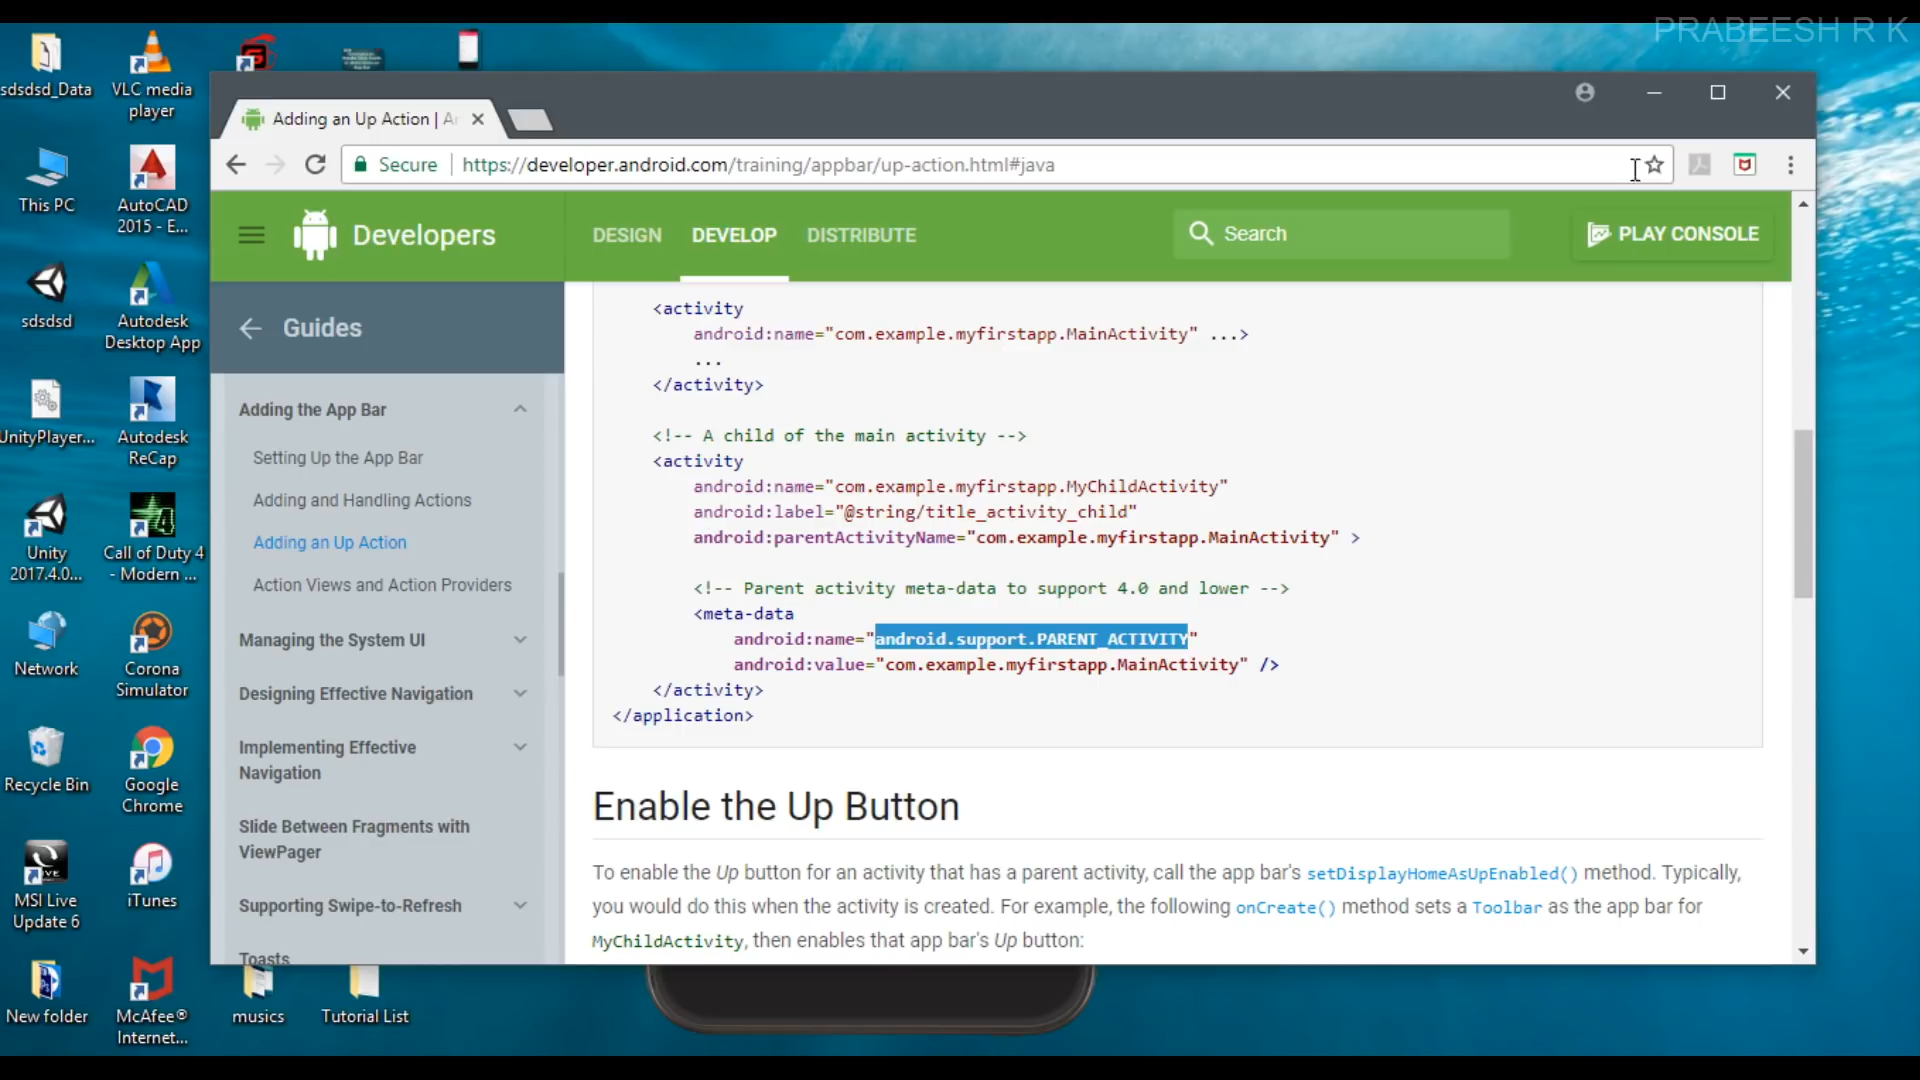 PRABEESH R K
sdsdsd_Data
VLC media
player
This PC
AutoCAD
2015 - E...
sdsdsd
Autodesk
Desktop App
UnityPlayer...
Autodesk
ReCap
Unity
2017.4.0...
Call of Duty 4
- Modern ...
Network
Corona
Simulator
Recycle Bin
Google
Chrome
MSI Live
Update 6
iTunes
New folder
McAfee®
Internet...
musics
Tutorial List
Adding an Up Action | A
Secure
https://developer.android.com/training/appbar/up-action.html#java
Developers
DESIGN
DEVELOP
DISTRIBUTE
Search
PLAY CONSOLE
Guides
Adding the App Bar
Setting Up the App Bar
Adding and Handling Actions
Adding an Up Action
Action Views and Action Providers
Managing the System UI
Designing Effective Navigation
Implementing Effective
Navigation
Slide Between Fragments with
ViewPager
Supporting Swipe-to-Refresh
Toasts
<activity
android:name="com.example.myfirstapp.MainActivity" ...>
...
</activity>
<!-- A child of the main activity -->
<activity
android:name="com.example.myfirstapp.MyChildActivity"
android:label="@string/title_activity_child"
android:parentActivityName="com.example.myfirstapp.MainActivity" >
<!-- Parent activity meta-data to support 4.0 and lower -->
<meta-data
android:name="android.support.PARENT_ACTIVITY"
android:value="com.example.myfirstapp.MainActivity" />
</activity>
</application>
Enable the Up Button
To enable the Up button for an activity that has a parent activity, call the app bar's setDisplayHomeAsUpEnabled() method. Typically,
you would do this when the activity is created. For example, the following onCreate() method sets a Toolbar as the app bar for
MyChildActivity, then enables that app bar's Up button: